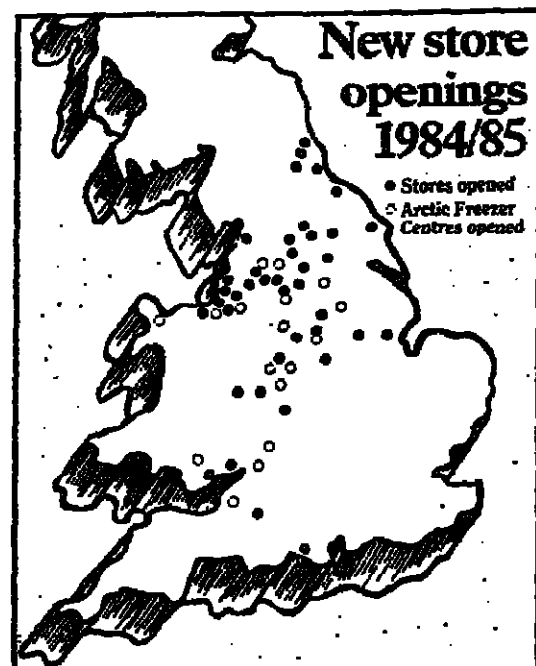 New store
openings
1984/85
Stores opened
Arctic Freezer
Centres opened